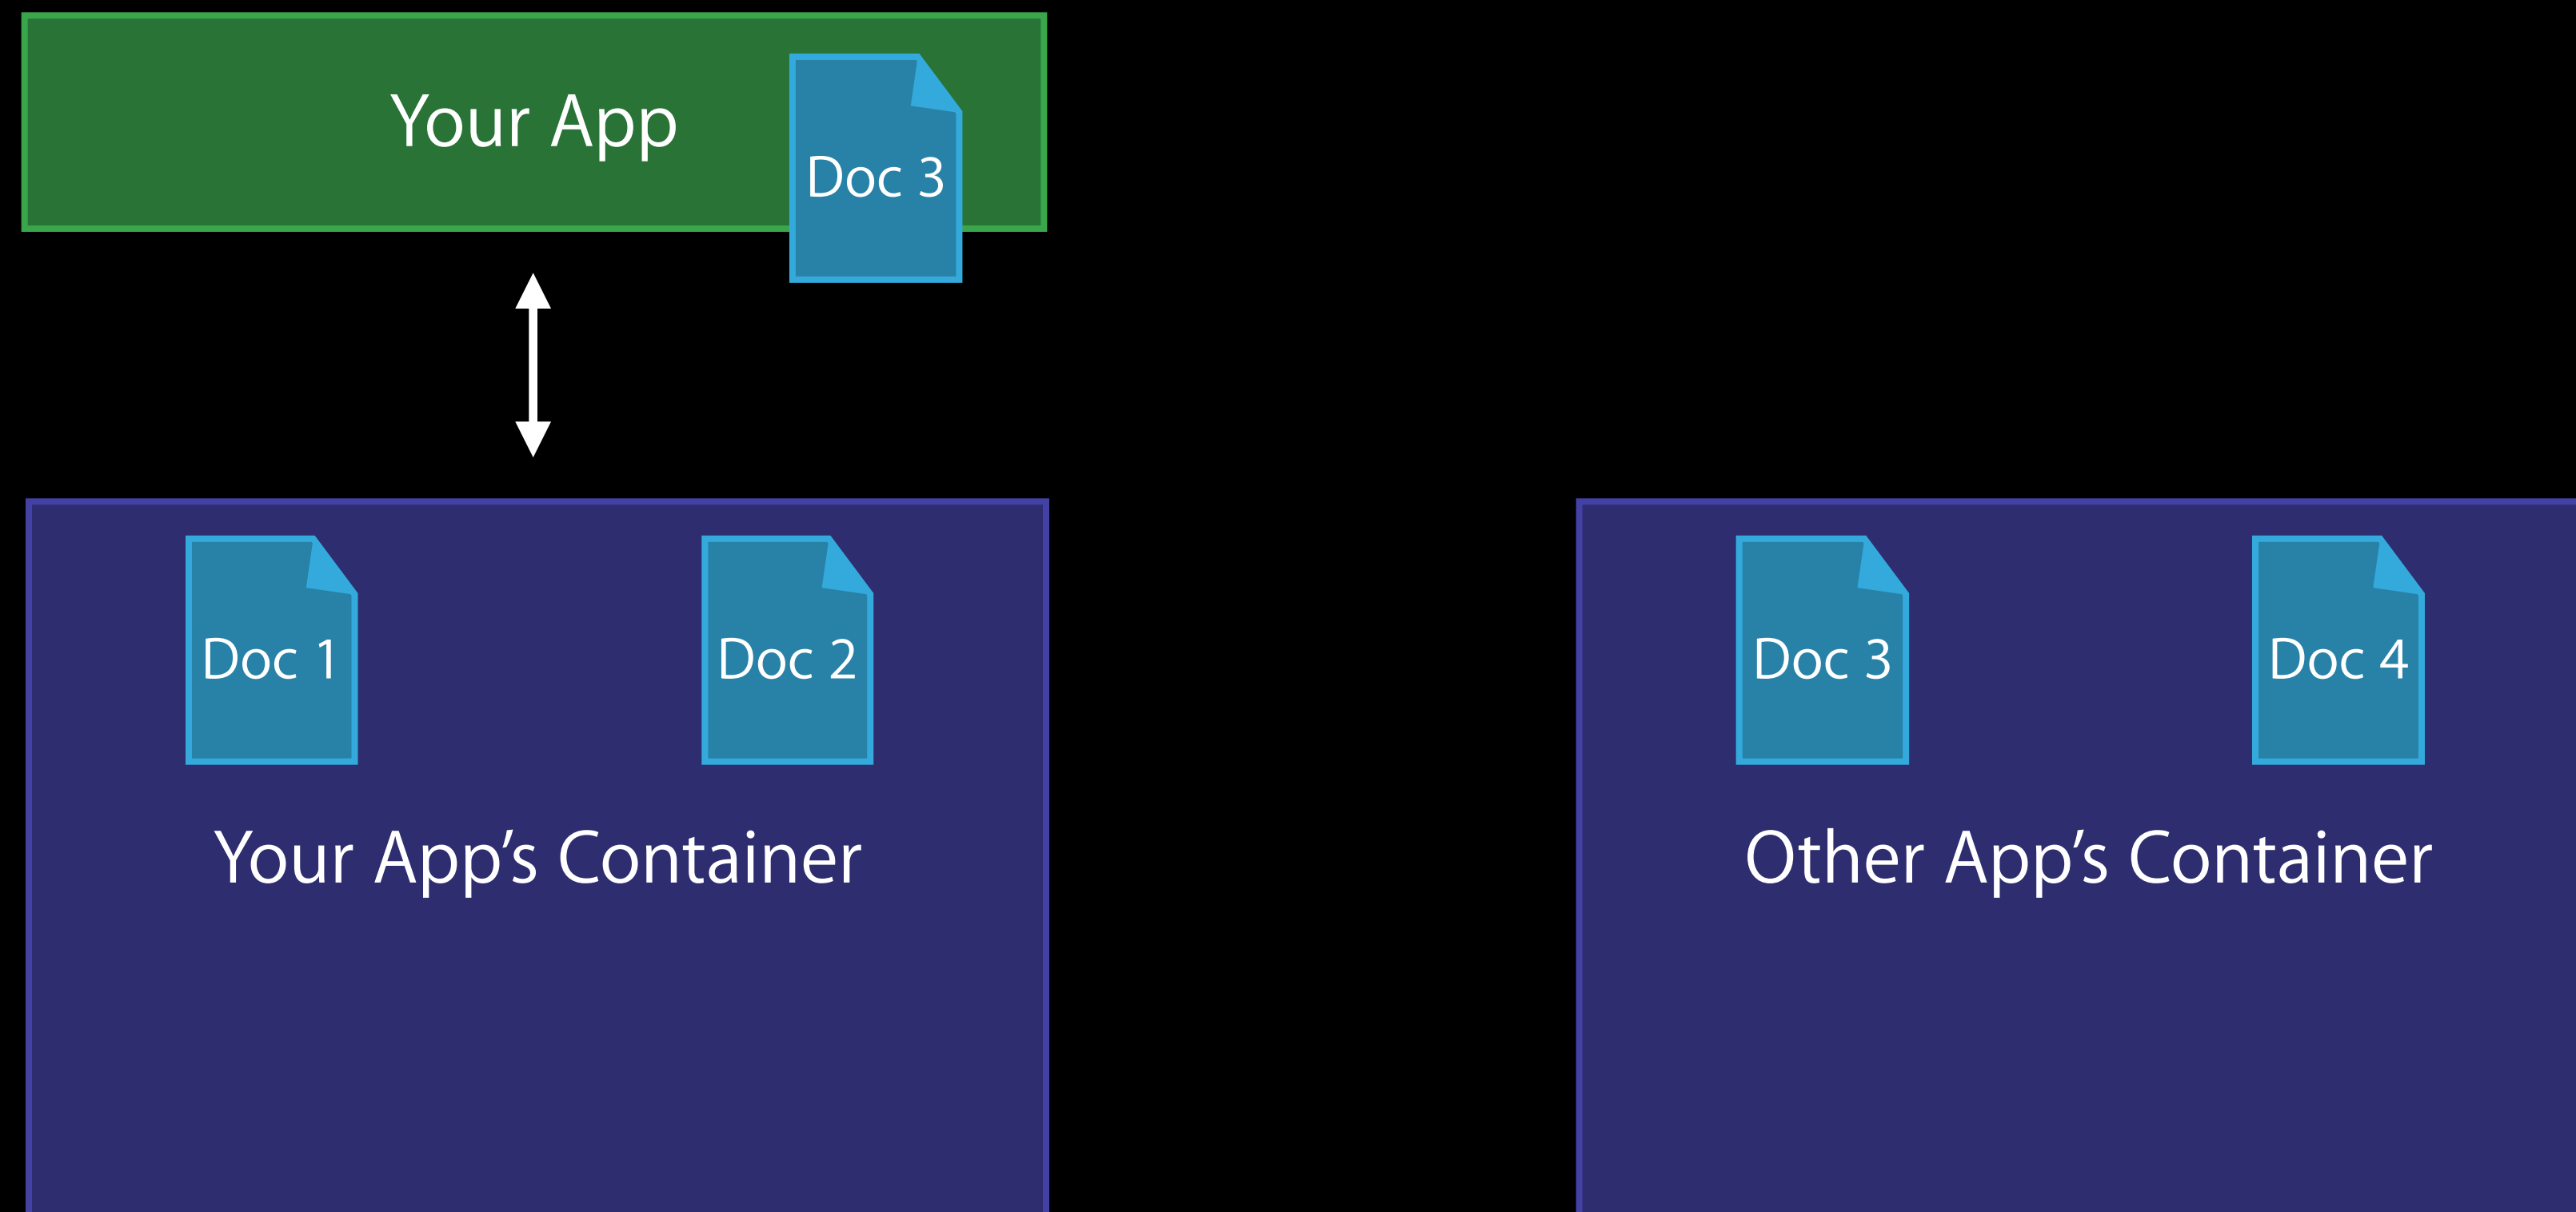 Your App
Doc 3
Doc 1
Doc 2
Your App’s Container
Doc 3
Doc 4
Other App’s Container